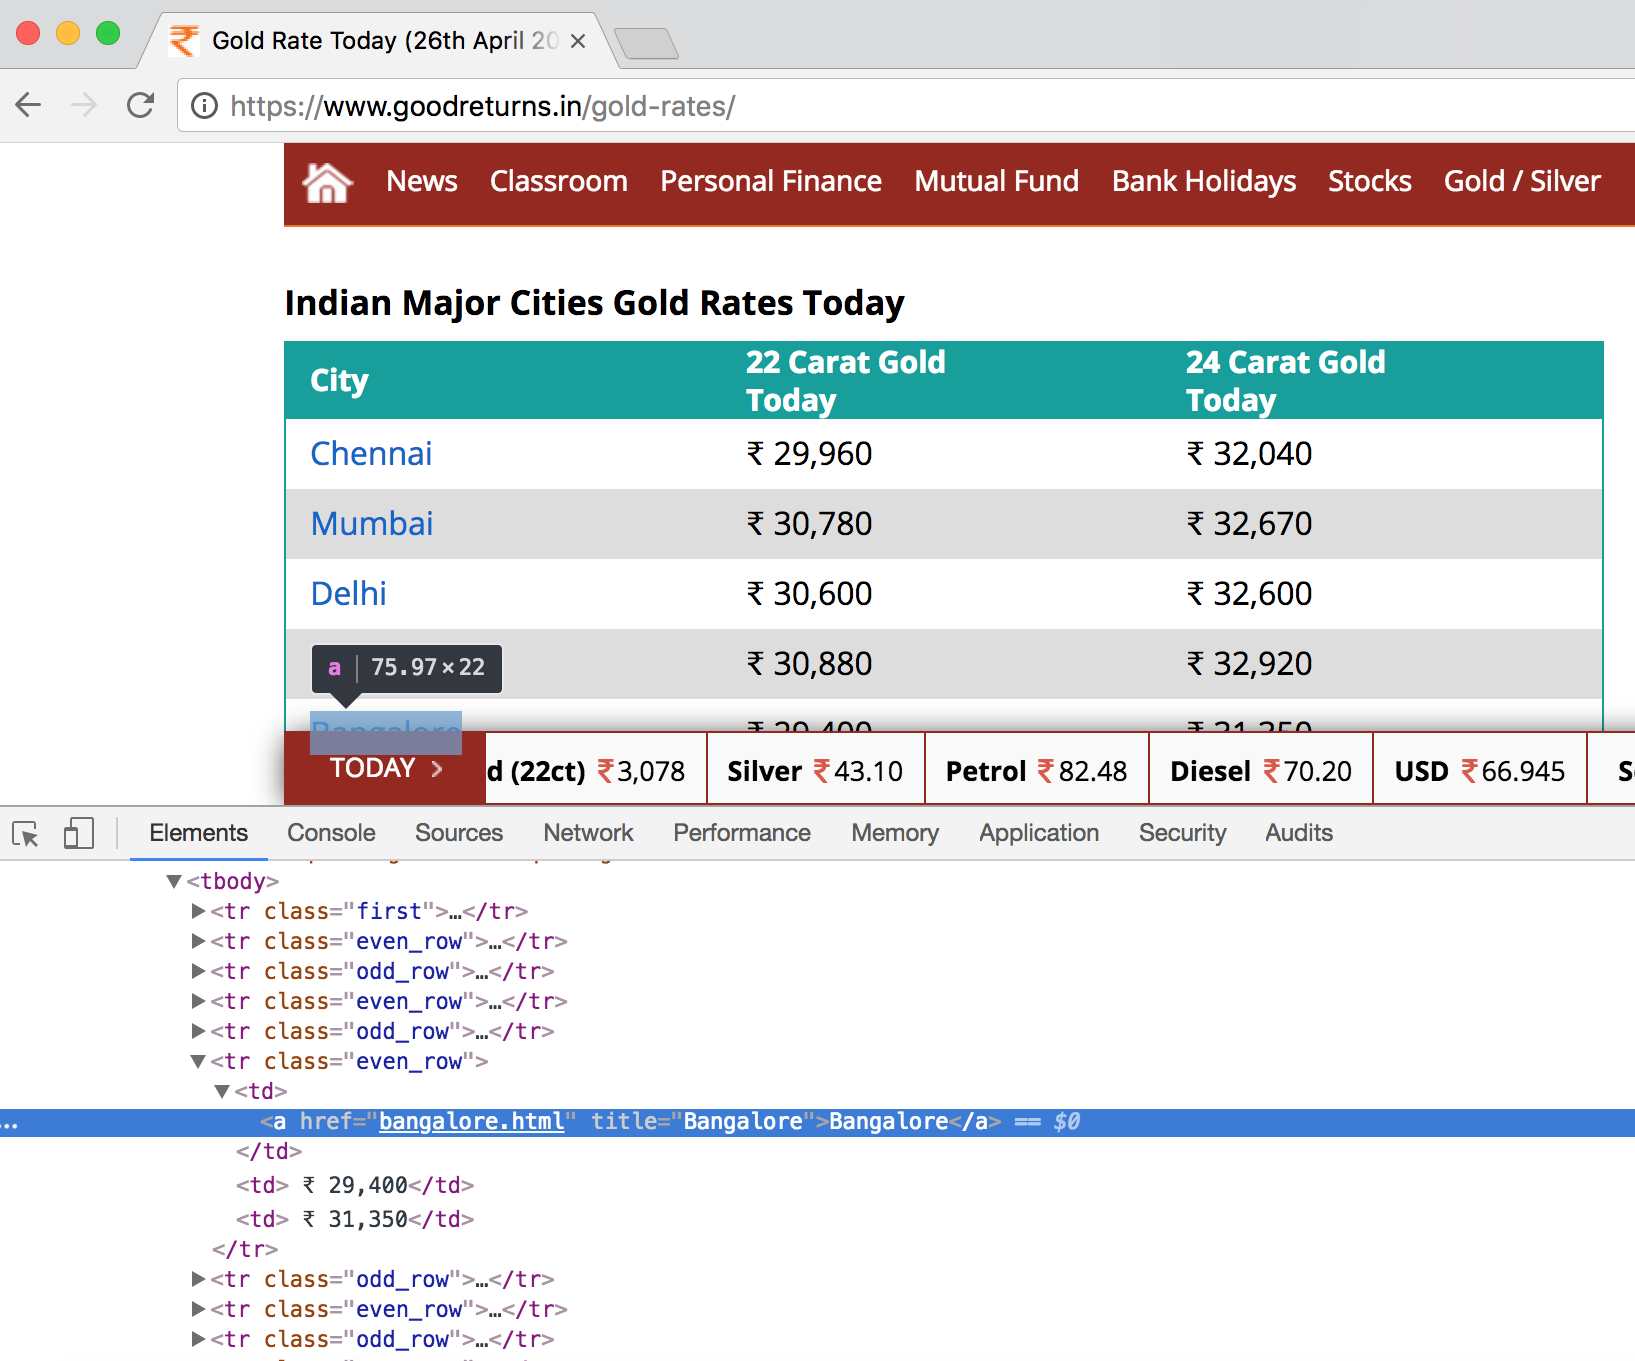 Gold Rate Today (26th April 20
https://www.goodreturns.in/gold-rates/
News Classroom Personal Finance Mutual Fund Bank Holidays Stocks Gold / Silver
Indian Major Cities Gold Rates Today
City 22 Carat Gold Today 24 Carat Gold Today
Chennai ₹ 29,960 ₹ 32,040
Mumbai ₹ 30,780 ₹ 32,670
Delhi ₹ 30,600 ₹ 32,600
a 75.97×22 ₹ 30,880 ₹ 32,920
Bangalore ₹ 29,400 ₹ 31,350
TODAY > d (22ct) ₹3,078 Silver ₹43.10 Petrol ₹82.48 Diesel ₹70.20 USD ₹66.945
Elements Console Sources Network Performance Memory Application Security Audits
▼<tbody>
▶<tr class="first">…</tr>
▶<tr class="even_row">…</tr>
▶<tr class="odd_row">…</tr>
▶<tr class="even_row">…</tr>
▶<tr class="odd_row">…</tr>
▼<tr class="even_row">
▼<td>
... <a href="bangalore.html" title="Bangalore">Bangalore</a> == $0
</td>
<td> ₹ 29,400</td>
<td> ₹ 31,350</td>
</tr>
▶<tr class="odd_row">…</tr>
▶<tr class="even_row">…</tr>
▶<tr class="odd_row">…</tr>